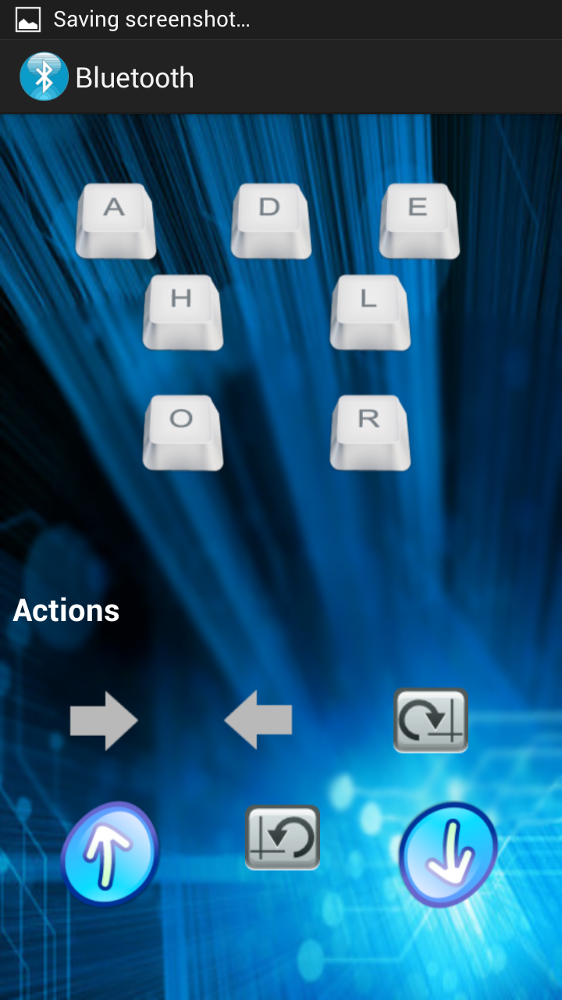 Saving screenshot...
Bluetooth
A D E
H L
O R
Actions